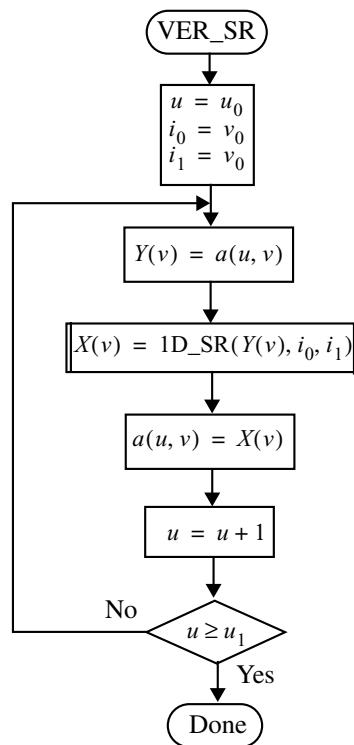 VER_SR
u = u₀
i₀ = v₀
i₁ = v₀
Y(v) = a(u, v)
X(v) = 1D_SR(Y(v), i₀, i₁)
a(u, v) = X(v)
u = u + 1
No
u ≥ u₁
Yes
Done